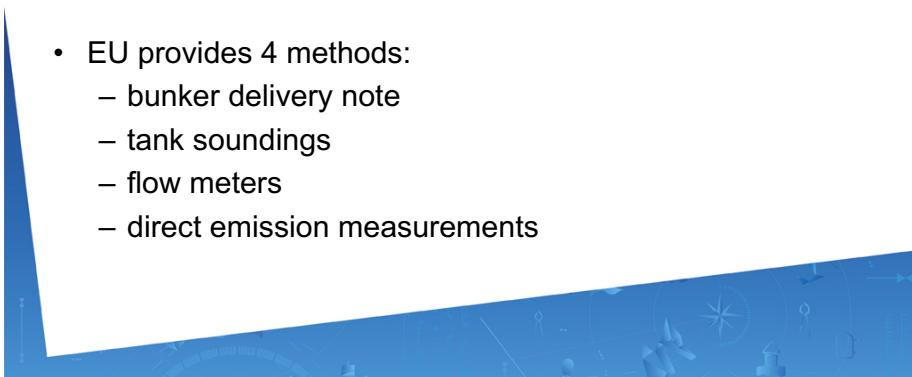 • EU provides 4 methods:
– bunker delivery note
– tank soundings
– flow meters
– direct emission measurements